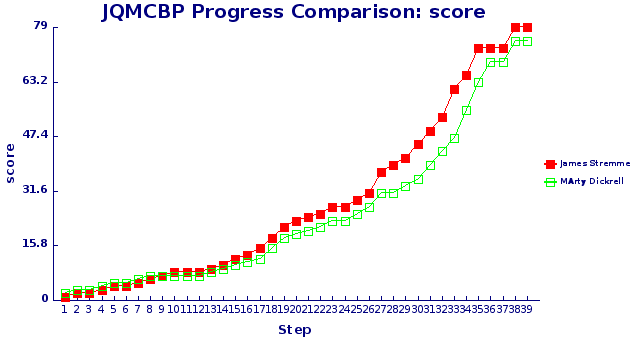 JQMCBP Progress Comparison: score
79
63.2
47.4
31.6
15.8
0
score
1 2 3 4 5 6 7 8 9 10 11 12 13 14 15 16 17 18 19 20 21 22 23 24 25 26 27 28 29 30 31 32 33 34 35 36 37 38 39
Step
James Stremme
MArty Dickrell